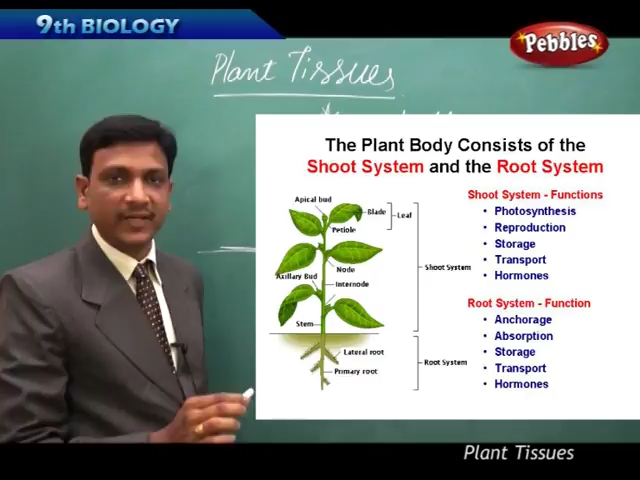 9th BIOLOGY
Pebbles
Plant Tissues
The Plant Body Consists of the
Shoot System and the Root System
Shoot System - Functions
• Photosynthesis
• Reproduction
• Storage
• Transport
• Hormones
Root System - Function
• Anchorage
• Absorption
• Storage
• Transport
• Hormones
Apical bud
Blade
Leaf
Petiole
Node
Axillary Bud
Internode
Shoot System
Stem
Lateral root
Root System
Primary root
Plant Tissues